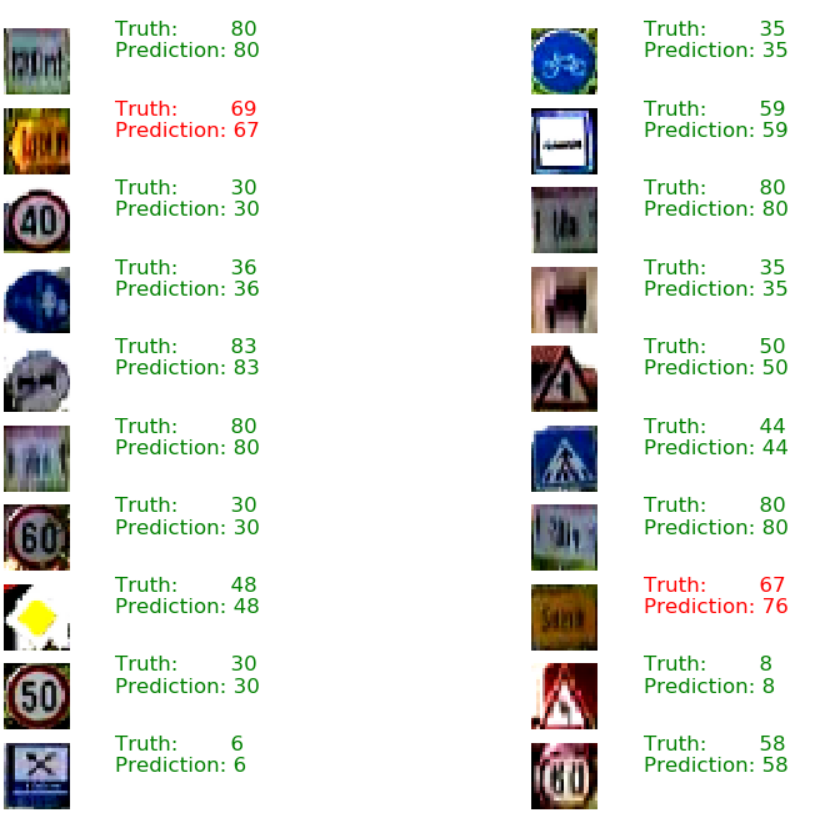 Truth: 80
Prediction: 80
Truth: 69
Prediction: 67
40
Truth: 30
Prediction: 30
Truth: 36
Prediction: 36
Truth: 83
Prediction: 83
Truth: 80
Prediction: 80
60
Truth: 30
Prediction: 30
Truth: 48
Prediction: 48
50
Truth: 30
Prediction: 30
Truth: 6
Prediction: 6
Truth: 35
Prediction: 35
Truth: 59
Prediction: 59
Truth: 80
Prediction: 80
Truth: 35
Prediction: 35
Truth: 50
Prediction: 50
Truth: 44
Prediction: 44
Truth: 80
Prediction: 80
Truth: 67
Prediction: 76
Truth: 8
Prediction: 8
60
Truth: 58
Prediction: 58